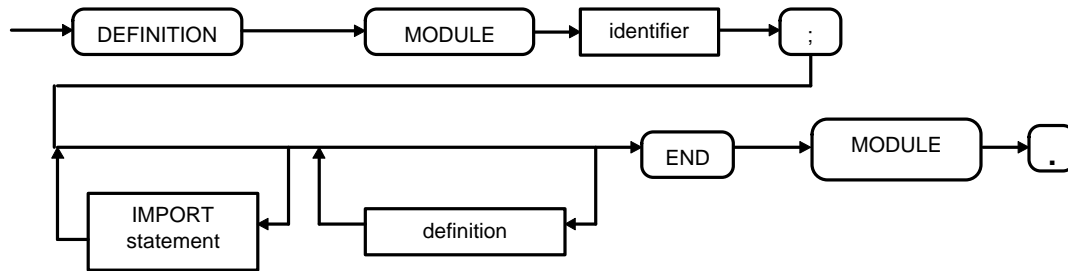 DEFINITION
MODULE
identifier
;
END
MODULE
.
IMPORT
statement
definition